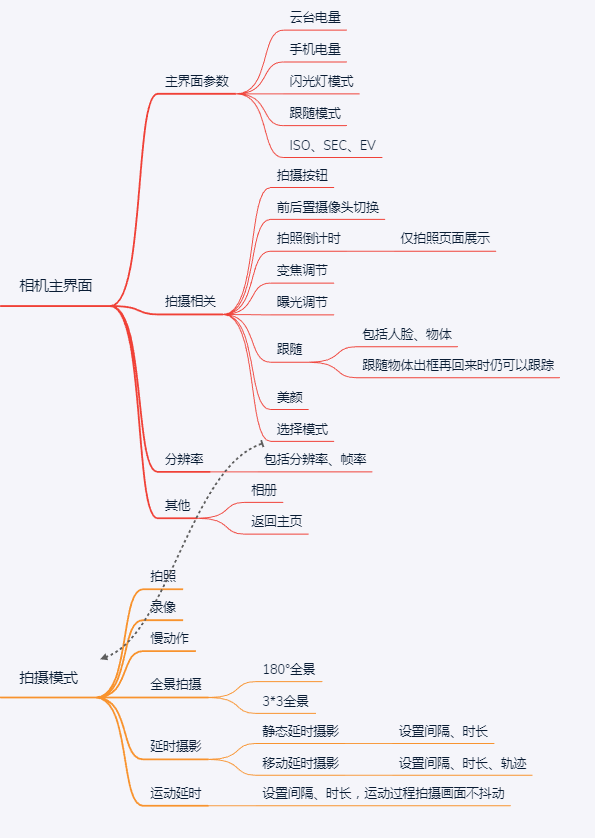 云台电量
手机电量
主界面参数
闪光灯模式
跟随模式
ISO、SEC、EV
拍摄按钮
前后置摄像头切换
拍照倒计时
仅拍照页面展示
变焦调节
相机主界面
拍摄相关
曝光调节
包括人脸、物体
跟随
跟随物体出框再回来时仍可以跟踪
美颜
选择模式
分辨率
包括分辨率、帧率
相册
其他
返回主页
拍照
录像
慢动作
180°全景
拍摄模式
全景拍摄
3*3全景
静态延时摄影
设置间隔、时长
延时摄影
移动延时摄影
设置间隔、时长、轨迹
运动延时
设置间隔、时长，运动过程拍摄画面不抖动